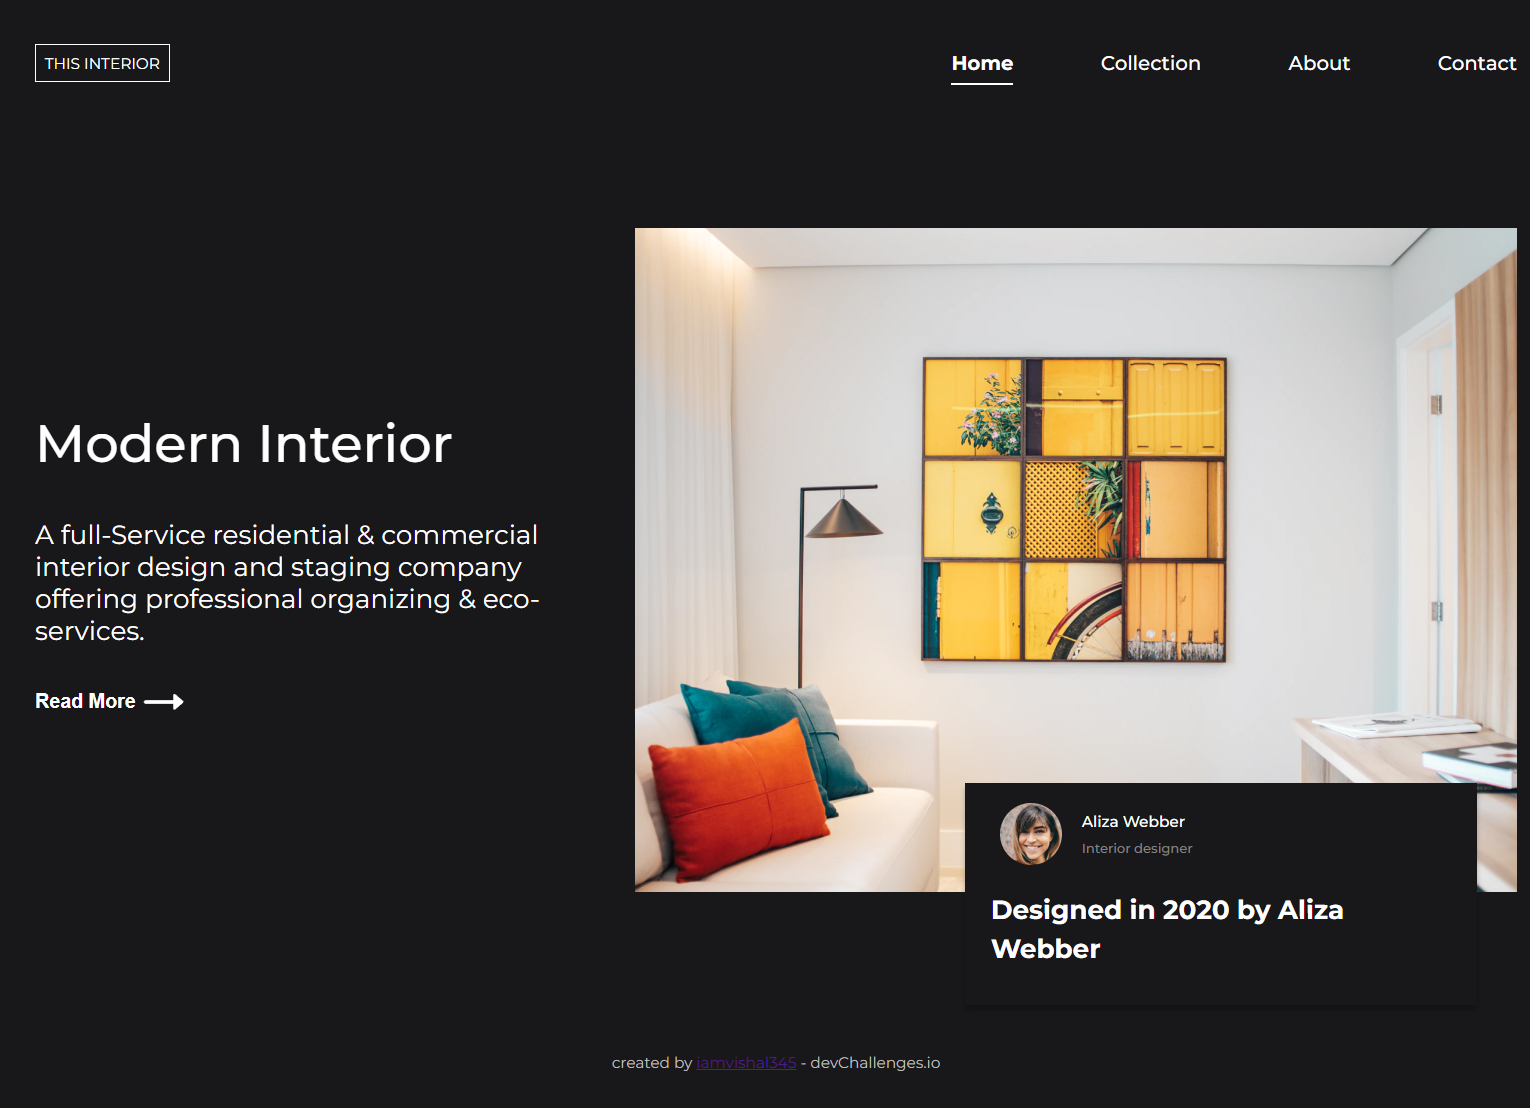 THIS INTERIOR
Home
Collection
About
Contact
Modern Interior
A full-Service residential & commercial
interior design and staging company
offering professional organizing & eco-
services.
Read More
Aliza Webber
Interior designer
Designed in 2020 by Aliza
Webber
created by iamvishal345 - devChallenges.io